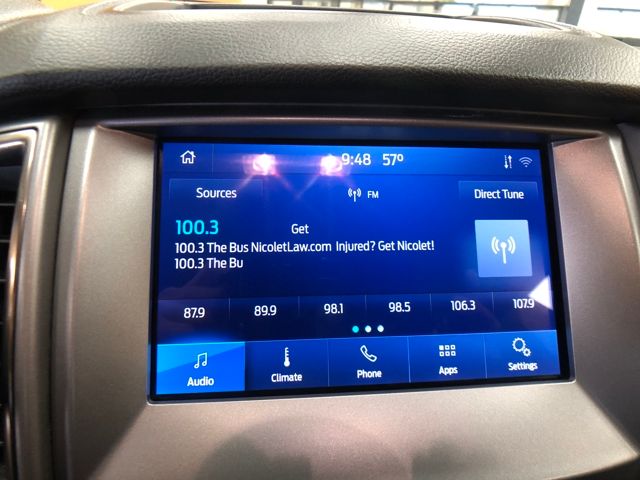 9:48 57°
Sources FM Direct Tune
100.3 Get
100.3 The Bus NicoletLaw.com Injured? Get Nicolet!
100.3 The Bu
87.9 89.9 98.1 98.5 106.3 107.9
Audio Climate Phone Apps Settings